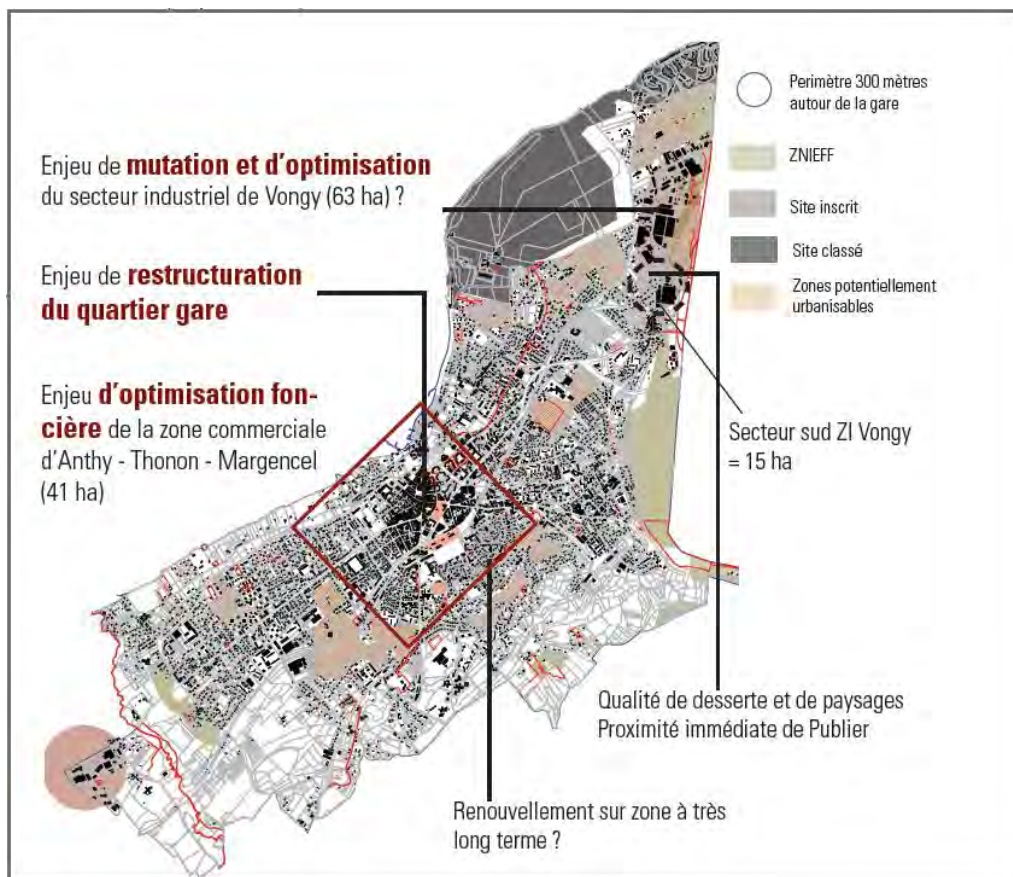 Enjeu de mutation et d'optimisation
du secteur industriel de Vongy (63 ha) ?
Enjeu de restructuration
du quartier gare
Enjeu d'optimisation fon-
cière de la zone commerciale
d'Anthy - Thonon - Margencel
(41 ha)
Perimètre 300 mètres
autour de la gare
ZNIEFF
Site inscrit
Site classé
Zones potentiellement
urbanisables
Secteur sud ZI Vongy
= 15 ha
Qualité de desserte et de paysages
Proximité immédiate de Publier
Renouvellement sur zone à très
long terme ?